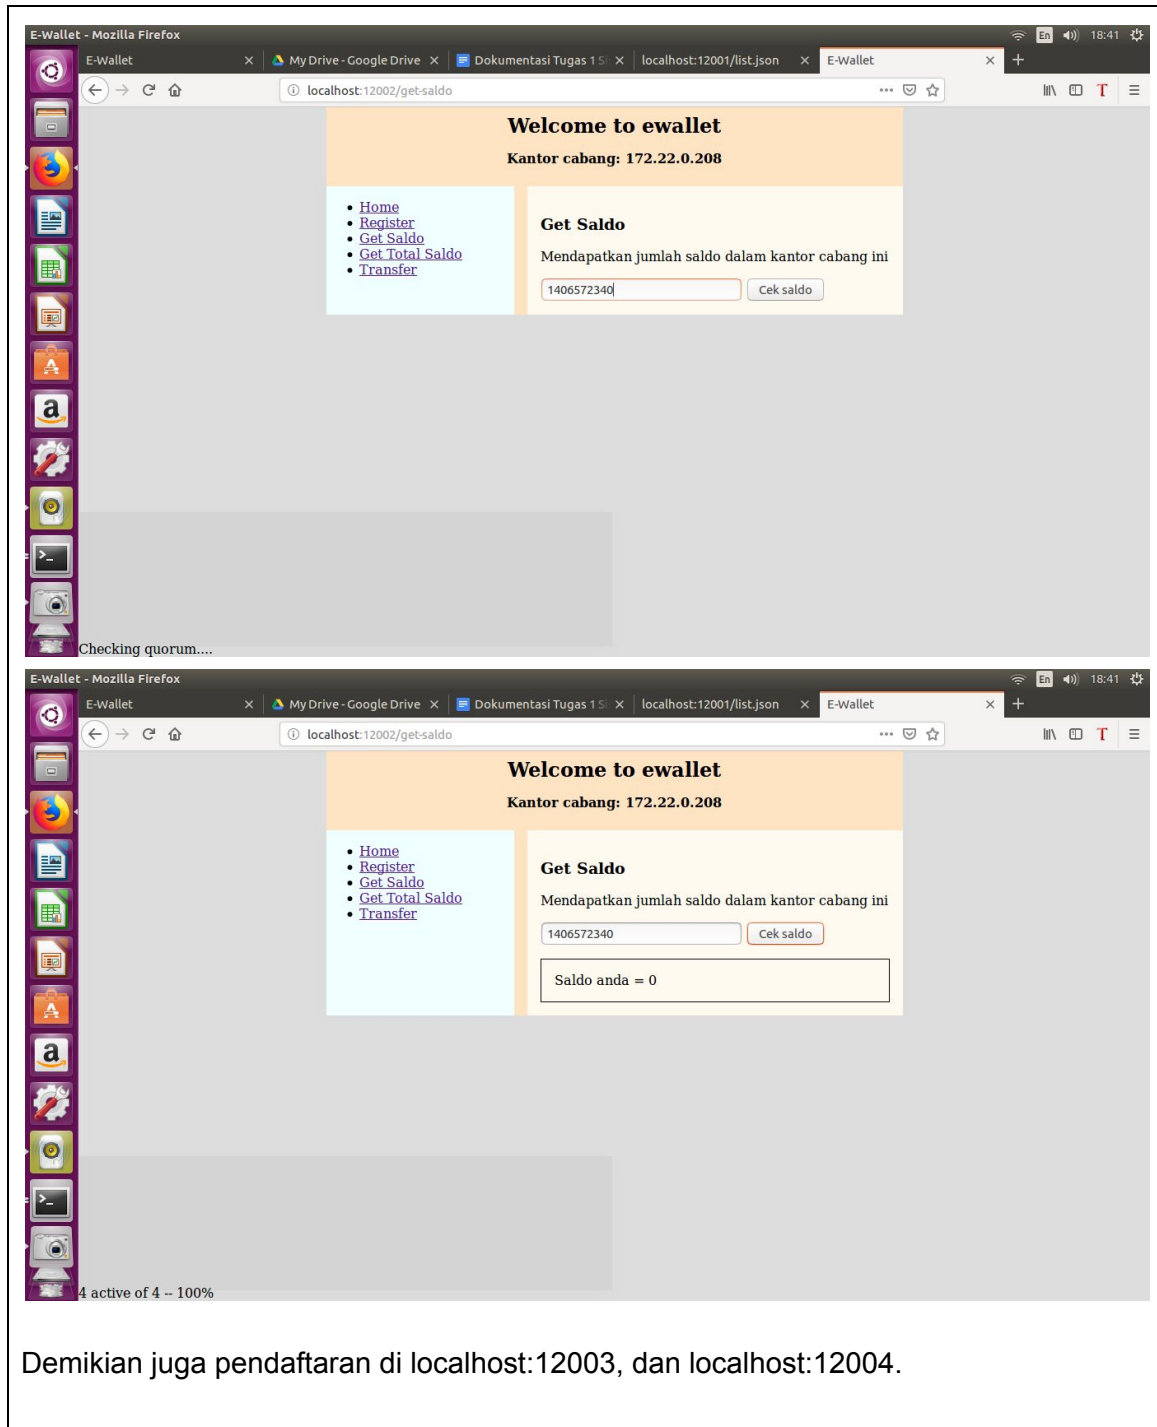 E-Wallet - Mozilla Firefox
En 18:41
E-Wallet
My Drive - Google Drive
Dokumentasi Tugas 1 Si
localhost:12001/list.json
E-Wallet
localhost:12002/get-saldo
T
Welcome to ewallet
Kantor cabang: 172.22.0.208
Home
Register
Get Saldo
Get Total Saldo
Transfer
Get Saldo
Mendapatkan jumlah saldo dalam kantor cabang ini
1406572340
Cek saldo
Checking quorum....
E-Wallet - Mozilla Firefox
En 18:41
E-Wallet
My Drive - Google Drive
Dokumentasi Tugas 1 Si
localhost:12001/list.json
E-Wallet
localhost:12002/get-saldo
T
Welcome to ewallet
Kantor cabang: 172.22.0.208
Home
Register
Get Saldo
Get Total Saldo
Transfer
Get Saldo
Mendapatkan jumlah saldo dalam kantor cabang ini
1406572340
Cek saldo
Saldo anda = 0
4 active of 4 -- 100%
Demikian juga pendaftaran di localhost:12003, dan localhost:12004.